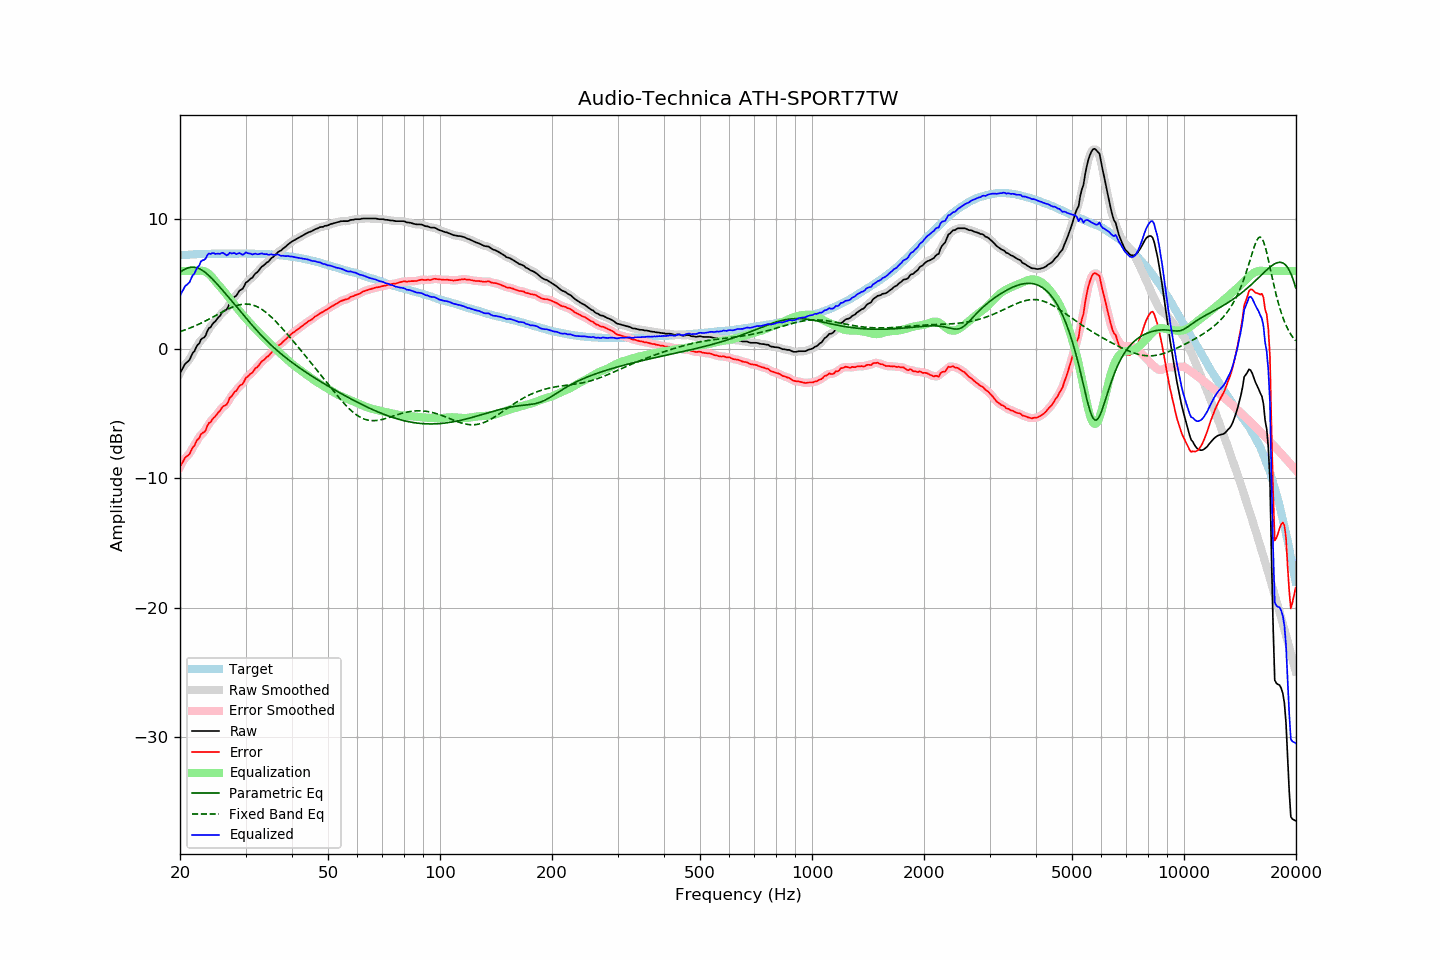 Audio-Technica ATH-SPORT7TW
Amplitude (dBr)
10
0
−10
−20
−30
Target
Raw Smoothed
Error Smoothed
Raw
Error
Equalization
Parametric Eq
Fixed Band Eq
Equalized
20 50 100 200 500 1000 2000 5000 10000 20000
Frequency (Hz)